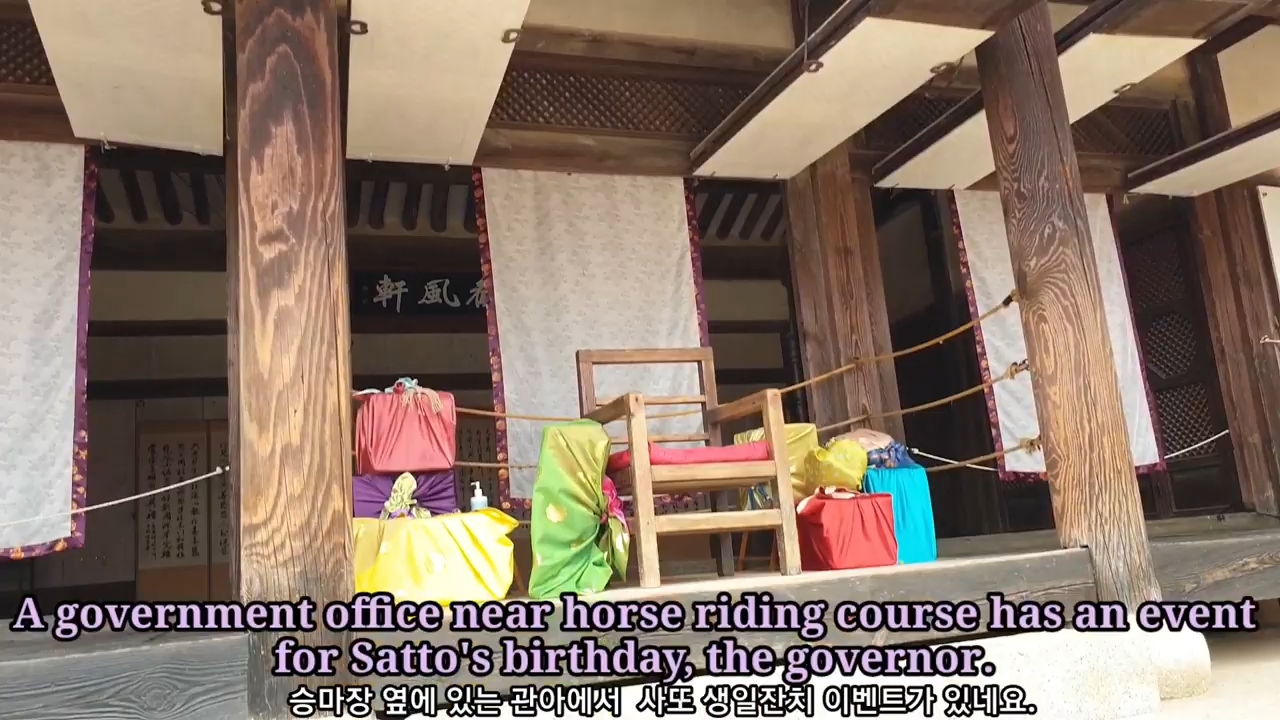 軒風
A government office near horse riding course has an event
for Satto's birthday, the governor.
승마장 옆에 있는 관아에서 사또 생일잔치 이벤트가 있네요.